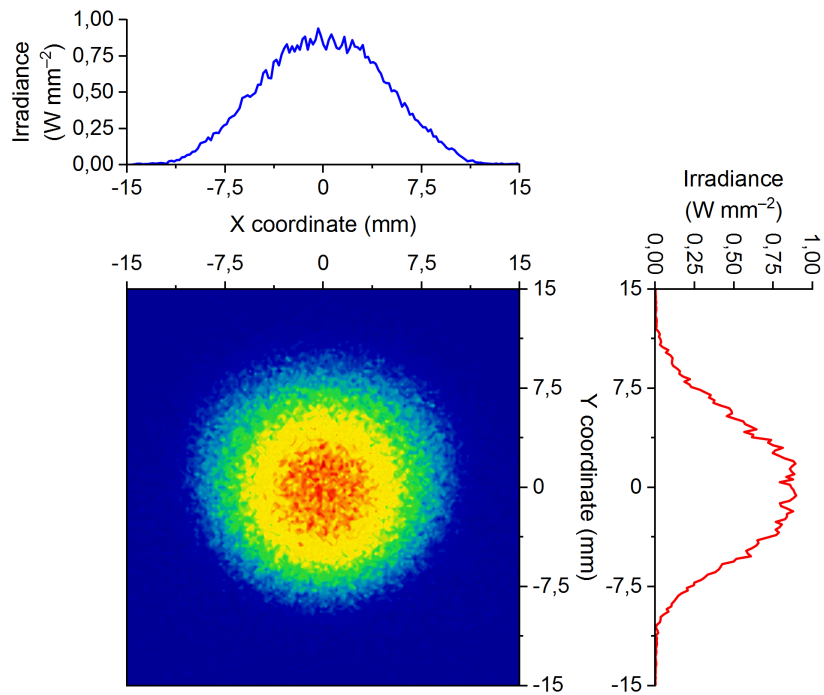 1,00
0,75
0,50
0,25
0,00
Irradiance
(W mm⁻²)
-15 -7,5 0 7,5 15
X coordinate (mm)
-15 -7,5 0 7,5 15
15
7,5
0
-7,5
-15
Y coordinate (mm)
Irradiance
(W mm⁻²)
0,00 0,25 0,50 0,75 1,00
15
7,5
0
-7,5
-15